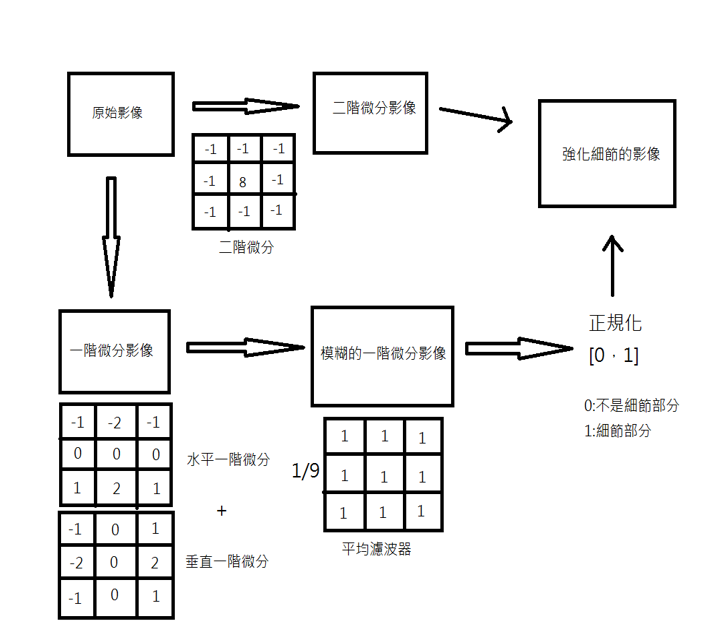 原始影像
二階微分影像
強化細節的影像
-1 -1 -1
-1 8 -1
-1 -1 -1
二階微分
一階微分影像
模糊的一階微分影像
正規化
[0，1]
0:不是細節部分
1:細節部分
-1 -2 -1
0 0 0
1 2 1
水平一階微分
+
-1 0 1
-2 0 2
-1 0 1
垂直一階微分
1/9
1 1 1
1 1 1
1 1 1
平均濾波器